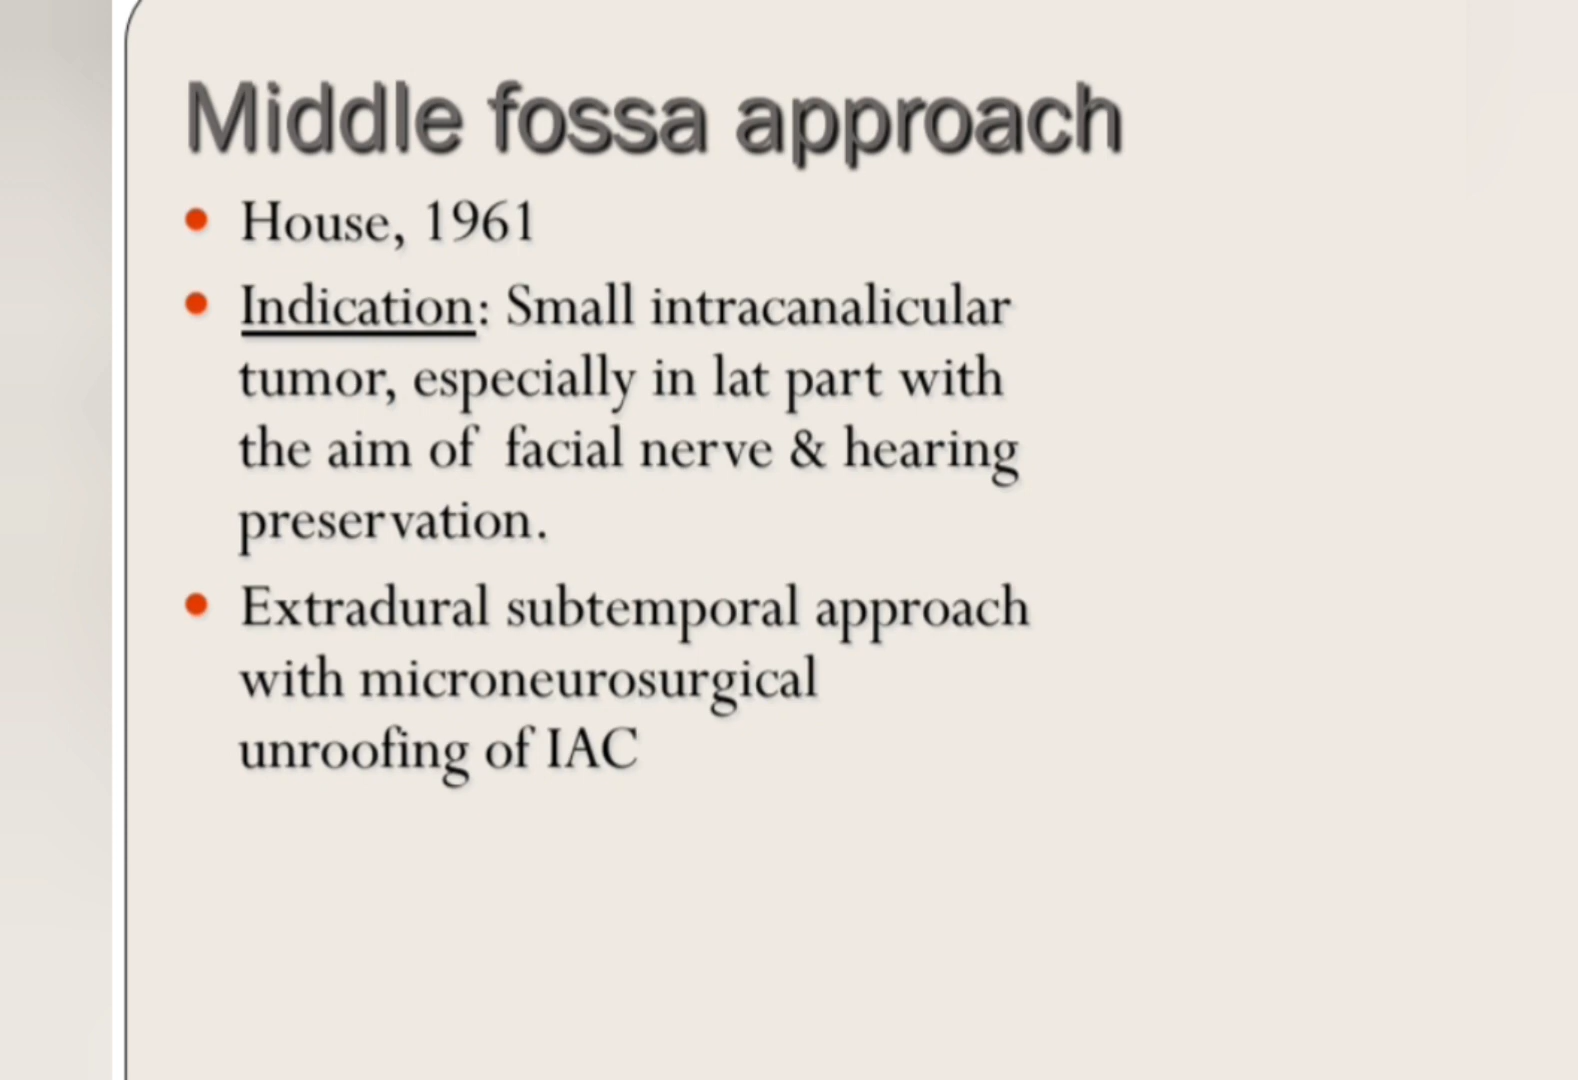 Middle fossa approach
• House, 1961
• Indication: Small intracanalicular
tumor, especially in lat part with
the aim of facial nerve & hearing
preservation.
• Extradural subtemporal approach
with microneurosurgical
unroofing of IAC